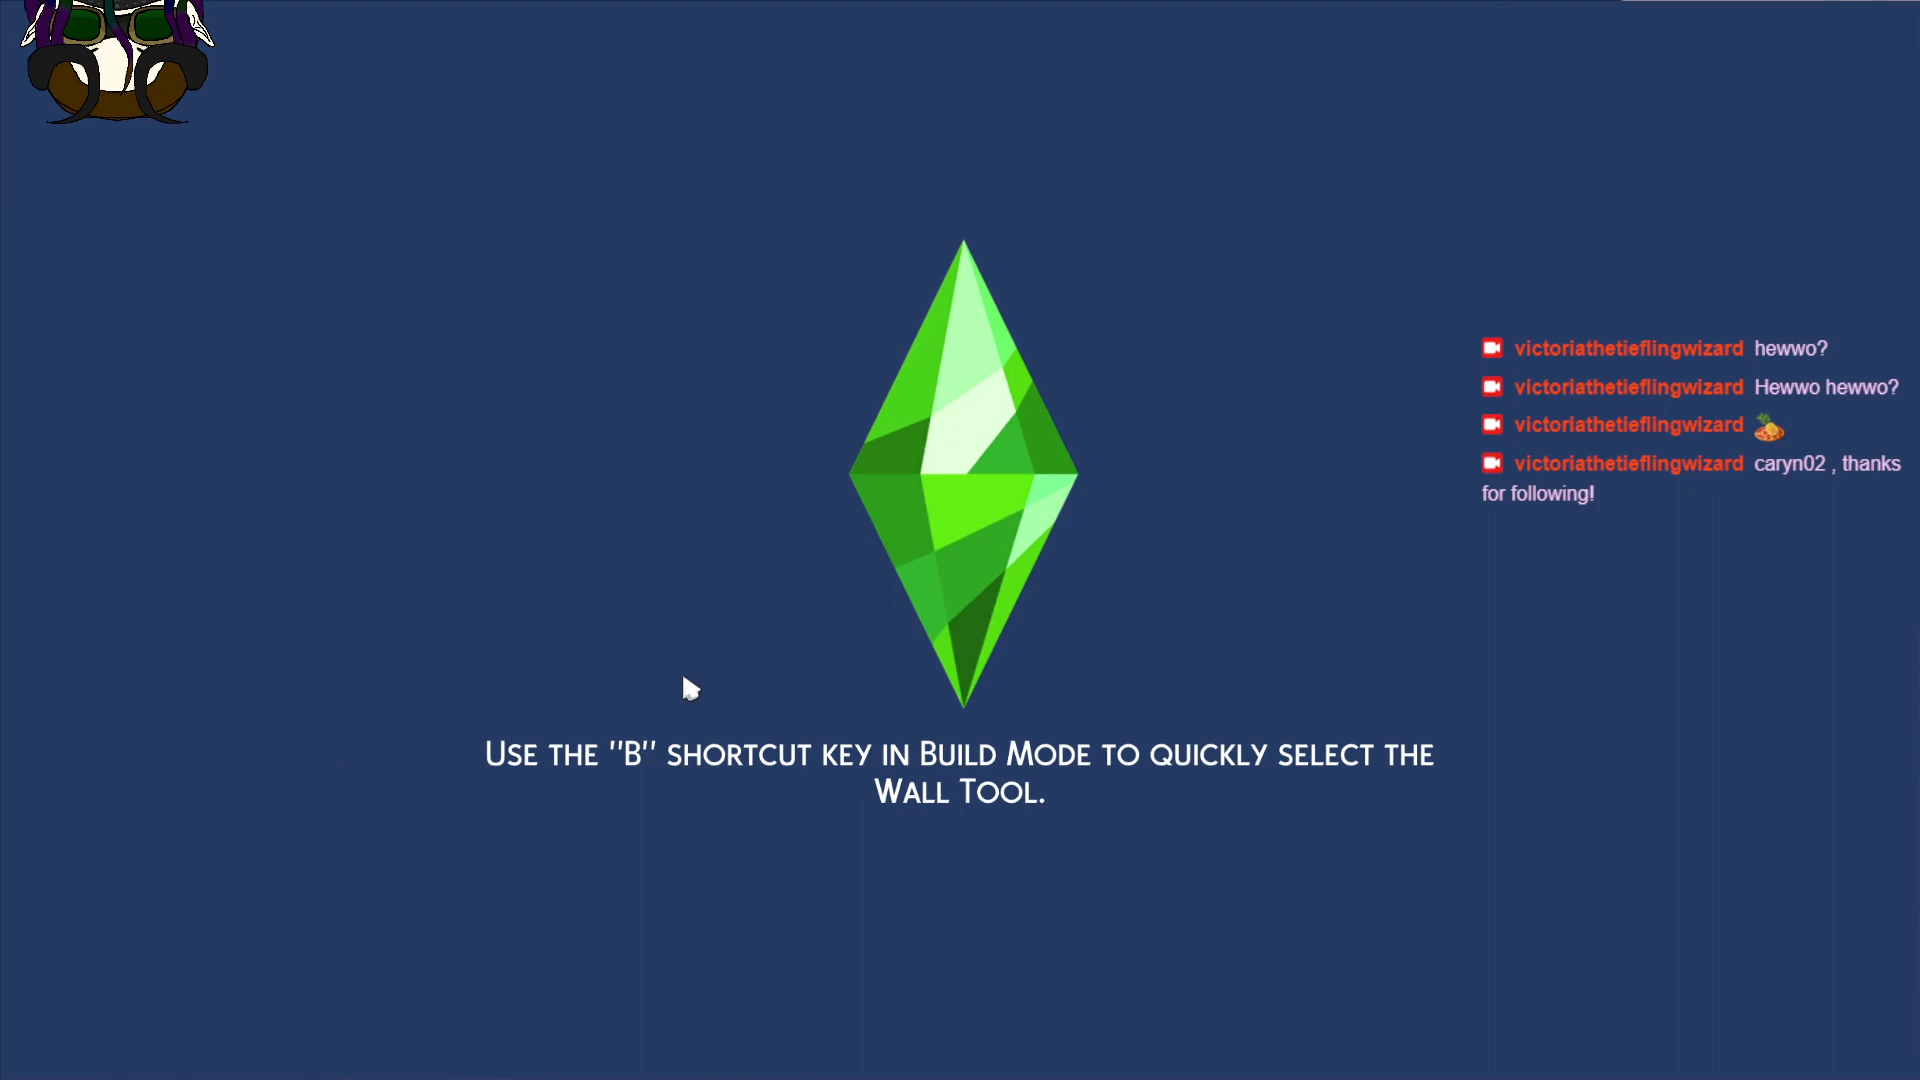 victoriathetieflingwizard hewwo?
victoriathetieflingwizard Hewwo hewwo?
victoriathetieflingwizard
victoriathetieflingwizard caryn02 , thanks
for following!
Use the "B" shortcut key in Build Mode to quickly select the
Wall Tool.